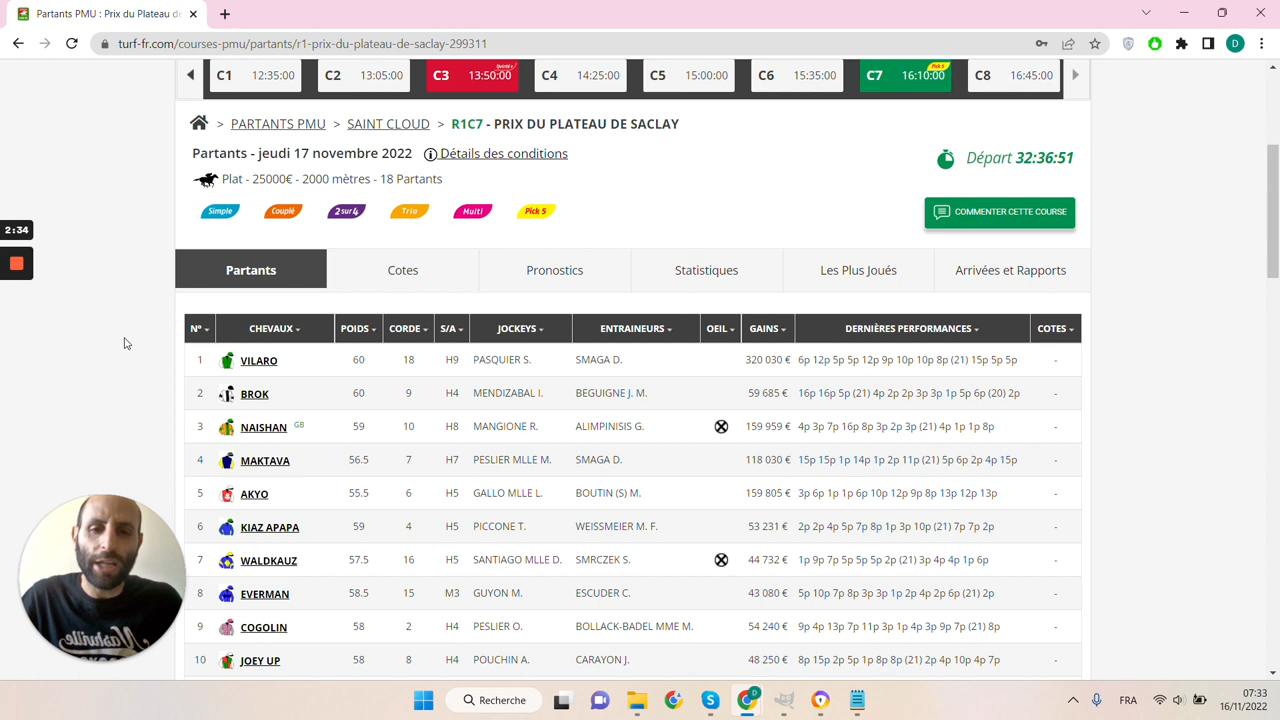 Partants PMU : Prix du Plateau de
turf-fr.com/courses-pmu/partants/r1-prix-du-plateau-de-saclay-299311
D
C1 12:35:00 C2 13:05:00 C3 13:50:00 Quinté+ C4 14:25:00 C5 15:00:00 C6 15:35:00 C7 16:10:00 Pick 5 C8 16:45:00
> PARTANTS PMU > SAINT CLOUD > R1C7 - PRIX DU PLATEAU DE SACLAY
Partants - jeudi 17 novembre 2022 Détails des conditions
Départ 32:36:51
Plat - 25000€ - 2000 mètres - 18 Partants
Simple Couplé 2 sur 4 Trio Multi Pick 5
COMMENTER CETTE COURSE
2:34
Partants Cotes Pronostics Statistiques Les Plus Joués Arrivées et Rapports
N° CHEVAUX POIDS CORDE S/A JOCKEYS ENTRAINEURS OEIL GAINS DERNIÈRES PERFORMANCES COTES
1 VILARO 60 18 H9 PASQUIER S. SMAGA D. 320 030 € 6p 12p 5p 5p 12p 9p 10p 10p 8p (21) 15p 5p 5p -
2 BROK 60 9 H4 MENDIZABAL I. BEGUIGNE J. M. 59 685 € 16p 16p 5p (21) 4p 2p 2p 3p 3p 1p 5p 6p (20) 2p -
3 NAISHAN GB 59 10 H8 MANGIONE R. ALIMPINISIS G. 159 959 € 4p 3p 7p 16p 8p 3p 2p 3p (21) 4p 1p 1p 8p -
4 MAKTAVA 56.5 7 H7 PESLIER MLLE M. SMAGA D. 118 030 € 15p 15p 1p 14p 1p 2p 11p (21) 5p 6p 2p 4p 15p -
5 AKYO 55.5 6 H5 GALLO MLLE L. BOUTIN (S) M. 159 805 € 3p 6p 1p 1p 6p 10p 12p 9p 8p 13p 12p 13p -
6 KIAZ APAPA 59 4 H5 PICCONE T. WEISSMEIER M. F. 53 231 € 2p 2p 4p 5p 7p 8p 1p 3p 10p (21) 7p 7p 2p -
7 WALDKAUZ 57.5 16 H5 SANTIAGO MLLE D. SMRCZEK S. 44 732 € 1p 9p 7p 5p 5p 5p 2p (21) 3p 4p 4p 1p 6p -
8 EVERMAN 58.5 15 M3 GUYON M. ESCUDER C. 43 080 € 5p 10p 7p 8p 3p 3p 1p 2p 4p 2p 6p (21) 2p -
9 COGOLIN 58 2 H4 PESLIER O. BOLLACK-BADEL MME M. 54 240 € 9p 4p 13p 7p 11p 3p 1p 4p 3p 9p 7p (21) 8p -
10 JOEY UP 58 8 H4 POUCHIN A. CARAYON J. 48 250 € 8p 15p 2p 5p 1p 8p 8p (21) 2p 4p 10p 4p 7p -
Nashville
Recherche
FRA
07:33
16/11/2022